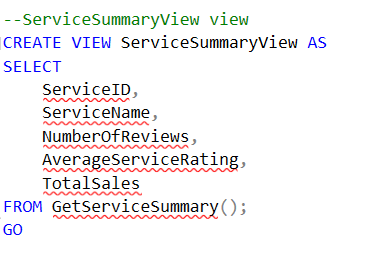 --ServiceSummaryView view
CREATE VIEW ServiceSummaryView AS
SELECT
    ServiceID,
    ServiceName,
    NumberOfReviews,
    AverageServiceRating,
    TotalSales
FROM GetServiceSummary();
GO